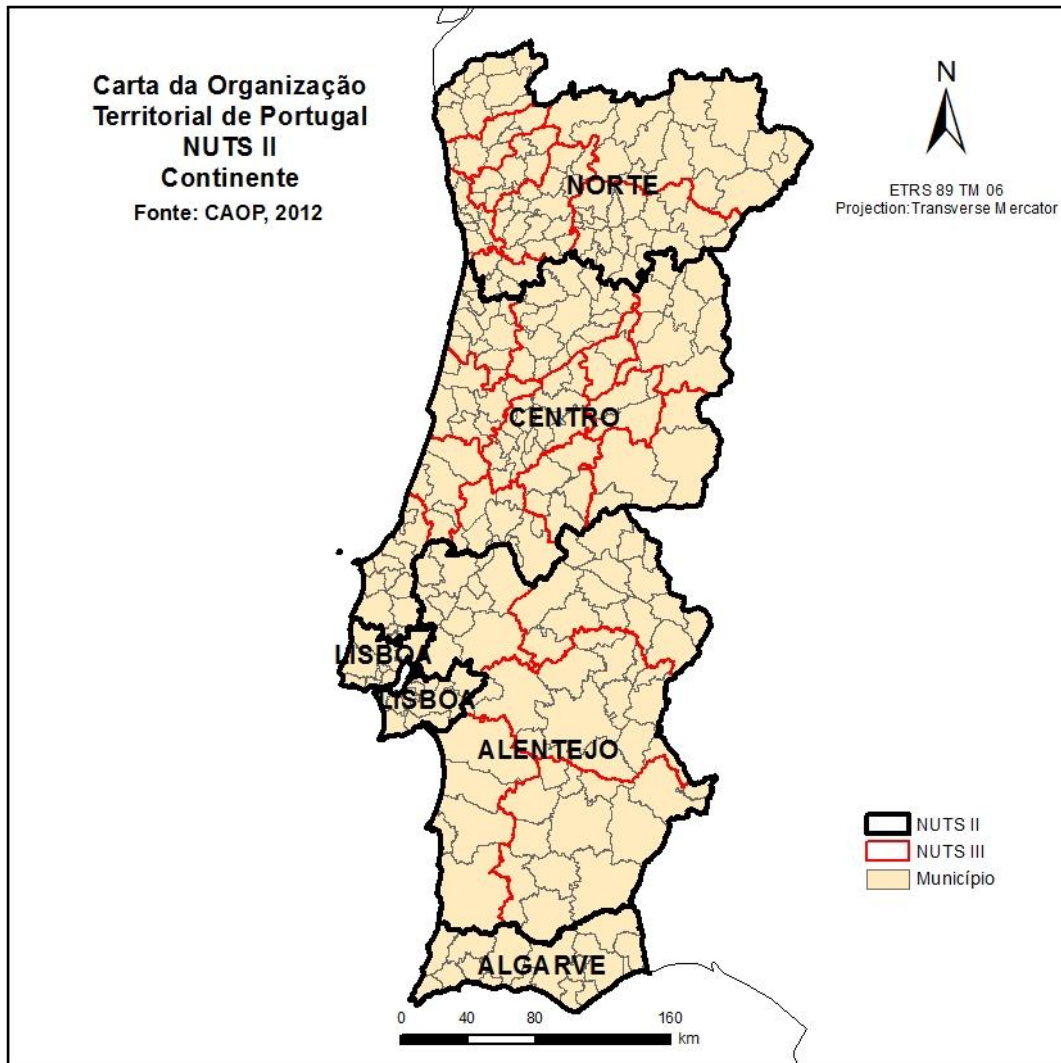 Carta da Organização
Territorial de Portugal
NUTS II
Continente
Fonte: CAOP, 2012
N
ETRS 89 TM 06
Projection:Transverse Mercator
NORTE
CENTRO
LISBOA
LISBOA
ALENTEJO
ALGARVE
NUTS II
NUTS III
Município
0 40 80 160
km